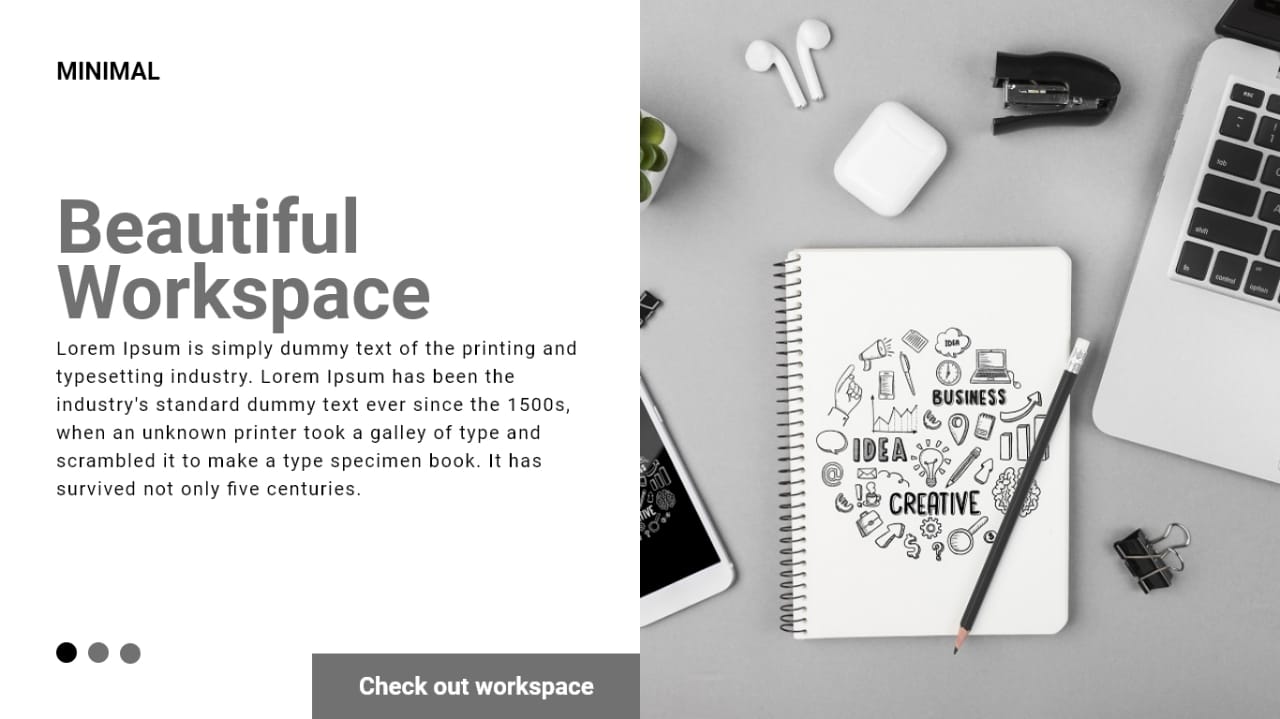 MINIMAL
Beautiful
Workspace
Lorem Ipsum is simply dummy text of the printing and
typesetting industry. Lorem Ipsum has been the
industry's standard dummy text ever since the 1500s,
when an unknown printer took a galley of type and
scrambled it to make a type specimen book. It has
survived not only five centuries.
Check out workspace
IDEA
BUSINESS
IDEA
CREATIVE
esc
tab
shift
fn control option